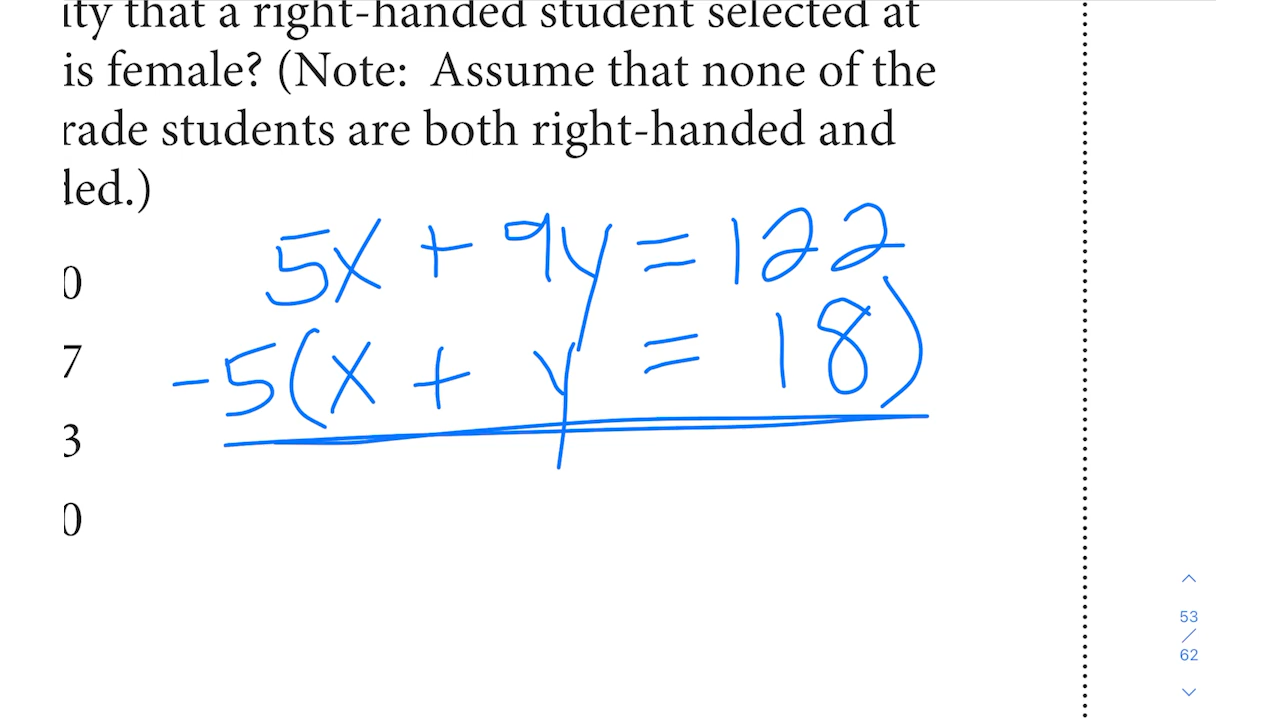 ity that a right-handed student selected at
is female? (Note: Assume that none of the
rade students are both right-handed and
led.)
0
7
3
0
5x + 9y = 122
-5(x + y = 18)
53
/
62